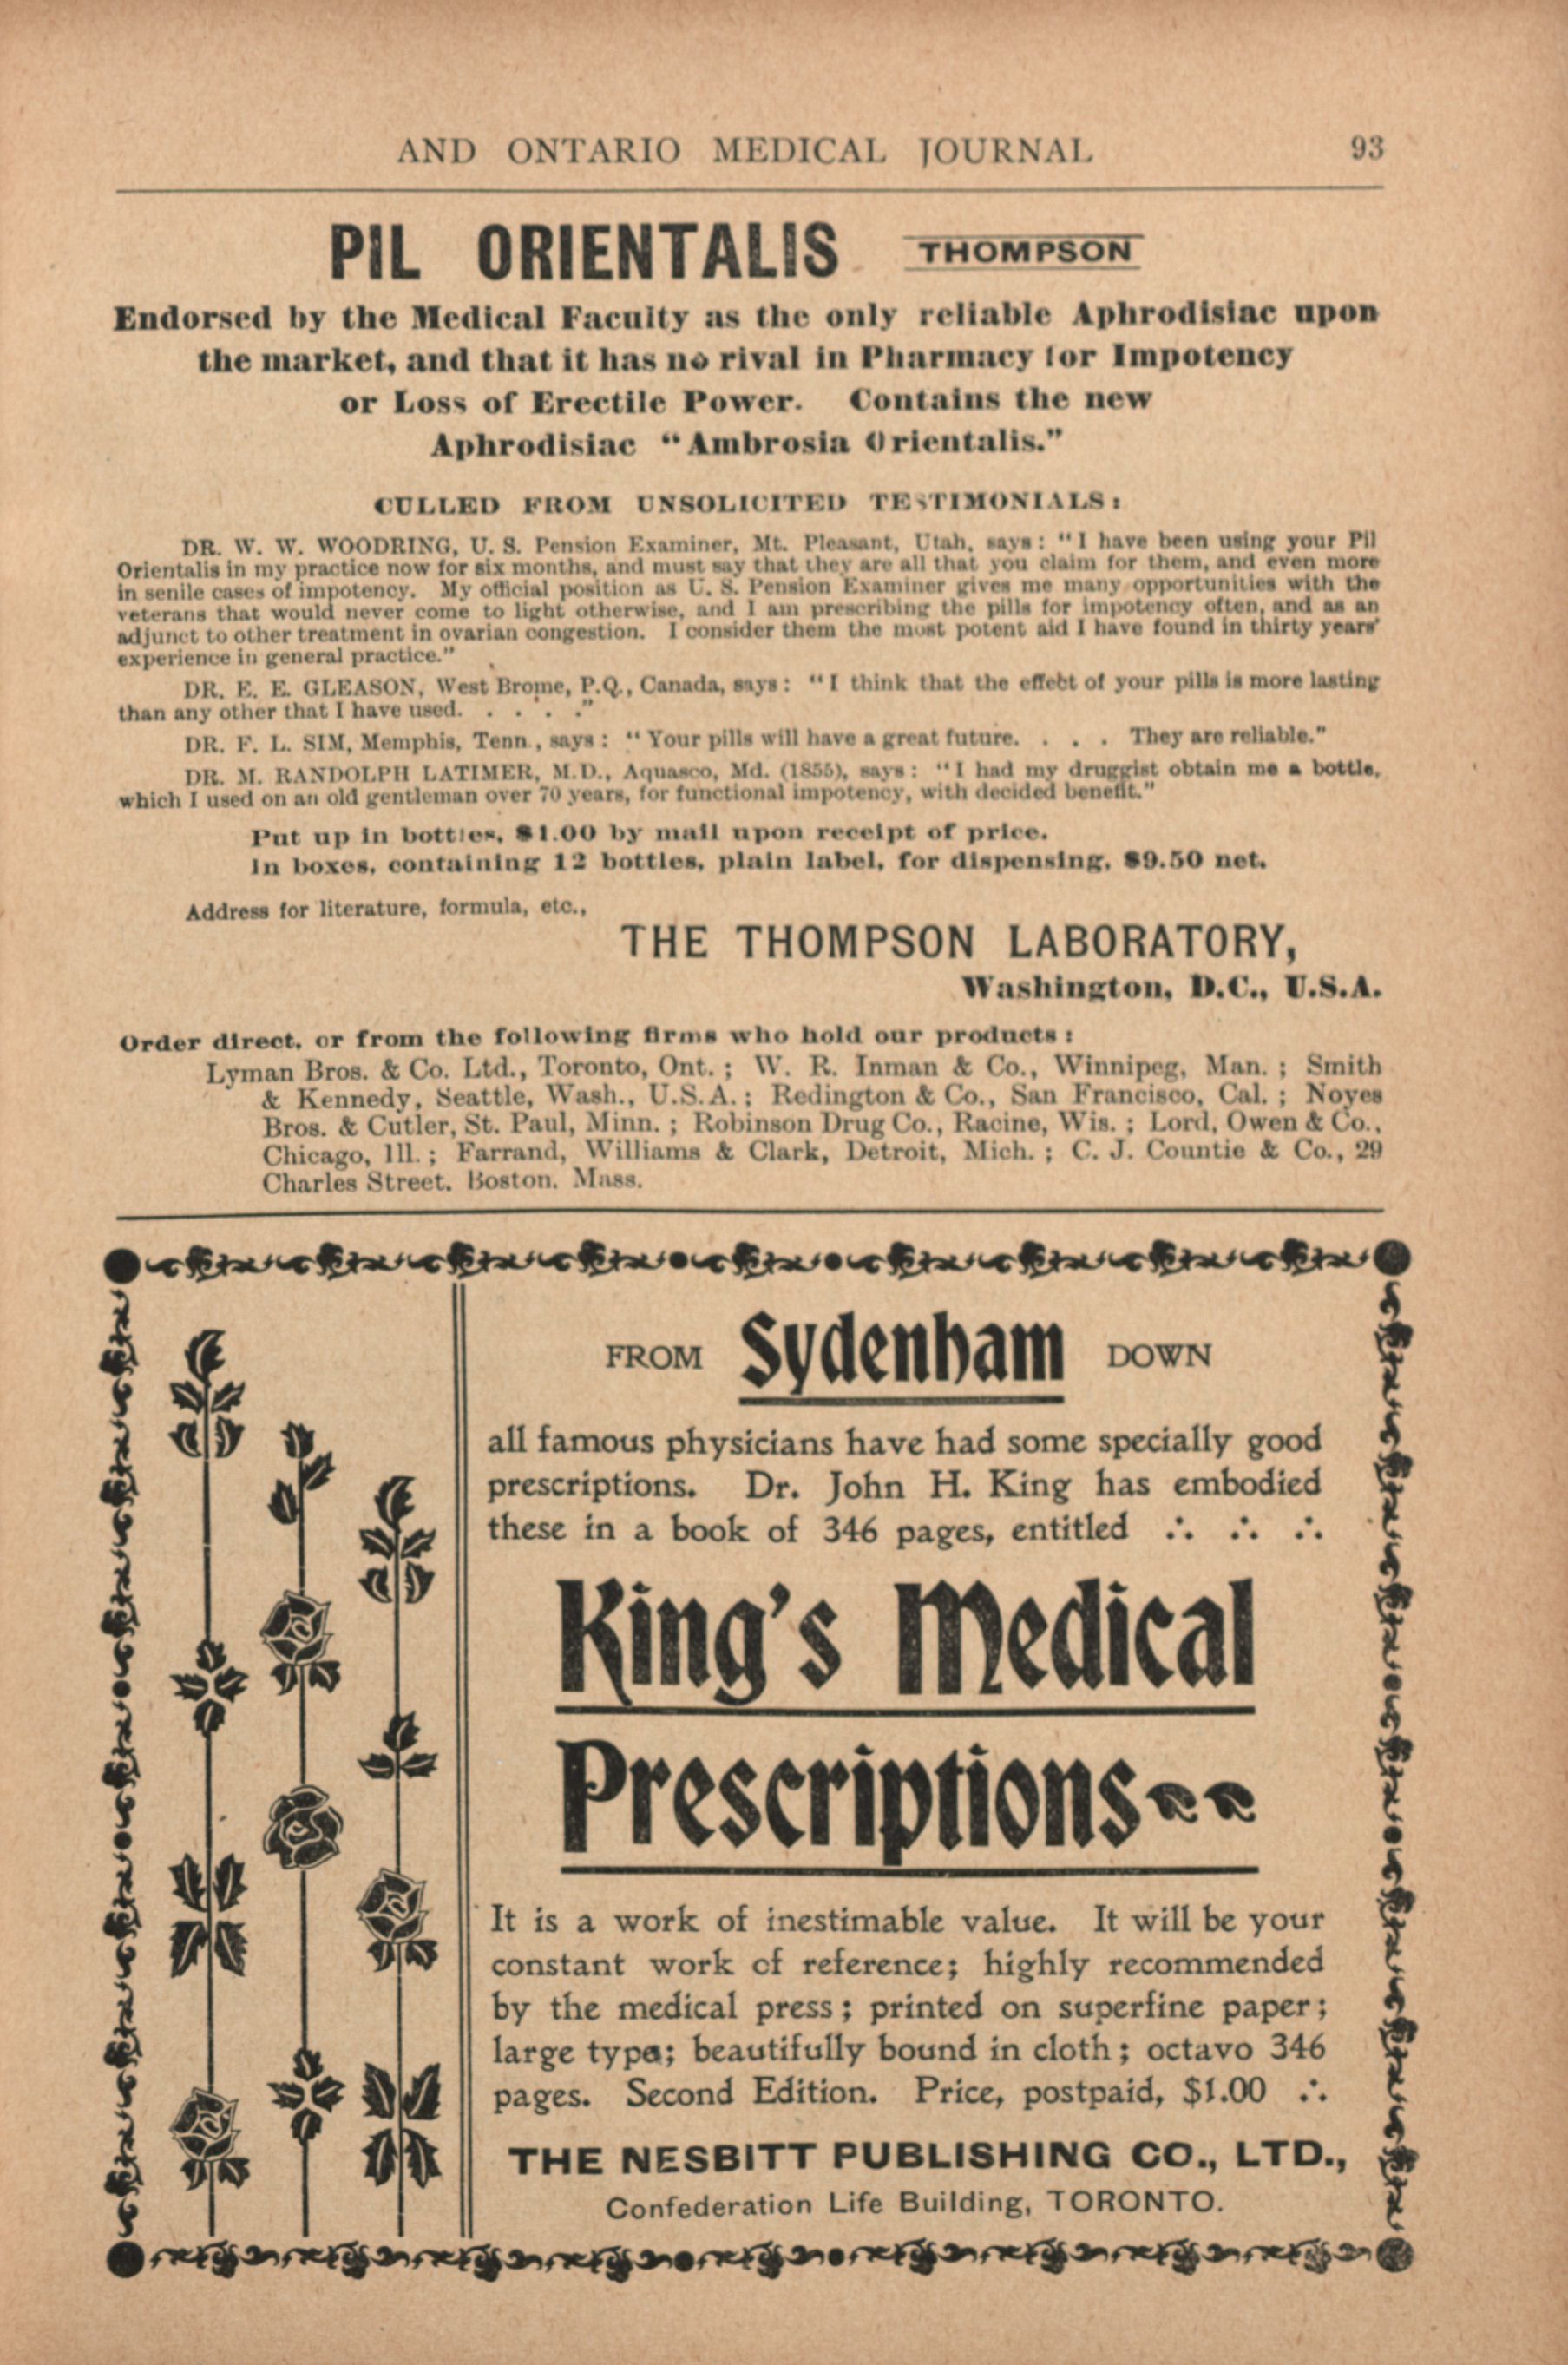 AND ONTARIO MEDICAL JOURNAL 93
PIL ORIENTALIS THOMPSON
Endorsed by the Medical Faculty as the only reliable Aphrodisiac upon
the market, and that it has no rival in Pharmacy for Impotency
or Loss of Erectile Power. Contains the new
Aphrodisiac "Ambrosia Orientalis."
CULLED FROM UNSOLICITED TESTIMONIALS:
DR. W. W. WOODRING, U. S. Pension Examiner, Mt. Pleasant, Utah, says: "I have been using your Pil
Orientalis in my practice now for six months, and must say that they are all that you claim for them, and even more
in senile cases of impotency. My official position as U. S. Pension Examiner gives me many opportunities with the
veterans that would never come to light otherwise, and I am prescribing the pills for impotency often, and as an
adjunct to other treatment in ovarian congestion. I consider them the most potent aid I have found in thirty years'
experience in general practice."
DR. E. E. GLEASON, West Brome, P.Q., Canada, says: "I think that the effect of your pills is more lasting
than any other that I have used. . . . ."
DR. F. L. SIM, Memphis, Tenn., says: "Your pills will have a great future. . . . They are reliable."
DR. M. RANDOLPH LATIMER, M.D., Aquasco, Md. (1855), says: "I had my druggist obtain me a bottle,
which I used on an old gentleman over 70 years, for functional impotency, with decided benefit."
Put up in bottles, $1.00 by mail upon receipt of price.
In boxes, containing 12 bottles, plain label, for dispensing, $9.50 net.
Address for literature, formula, etc.,
THE THOMPSON LABORATORY,
Washington, D.C., U.S.A.
Order direct, or from the following firms who hold our products:
Lyman Bros. & Co. Ltd., Toronto, Ont.; W. R. Inman & Co., Winnipeg, Man.; Smith
& Kennedy, Seattle, Wash., U.S.A.; Redington & Co., San Francisco, Cal.; Noyes
Bros. & Cutler, St. Paul, Minn.; Robinson Drug Co., Racine, Wis.; Lord, Owen & Co.,
Chicago, Ill.; Farrand, Williams & Clark, Detroit, Mich.; C. J. Countie & Co., 29
Charles Street, Boston, Mass.
FROM Sydenham DOWN
all famous physicians have had some specially good
prescriptions. Dr. John H. King has embodied
these in a book of 346 pages, entitled ∴ ∴ ∴
King's Medical
Prescriptions
It is a work of inestimable value. It will be your
constant work of reference; highly recommended
by the medical press; printed on superfine paper;
large type; beautifully bound in cloth; octavo 346
pages. Second Edition. Price, postpaid, $1.00 ∴
THE NESBITT PUBLISHING CO., LTD.,
Confederation Life Building, TORONTO.